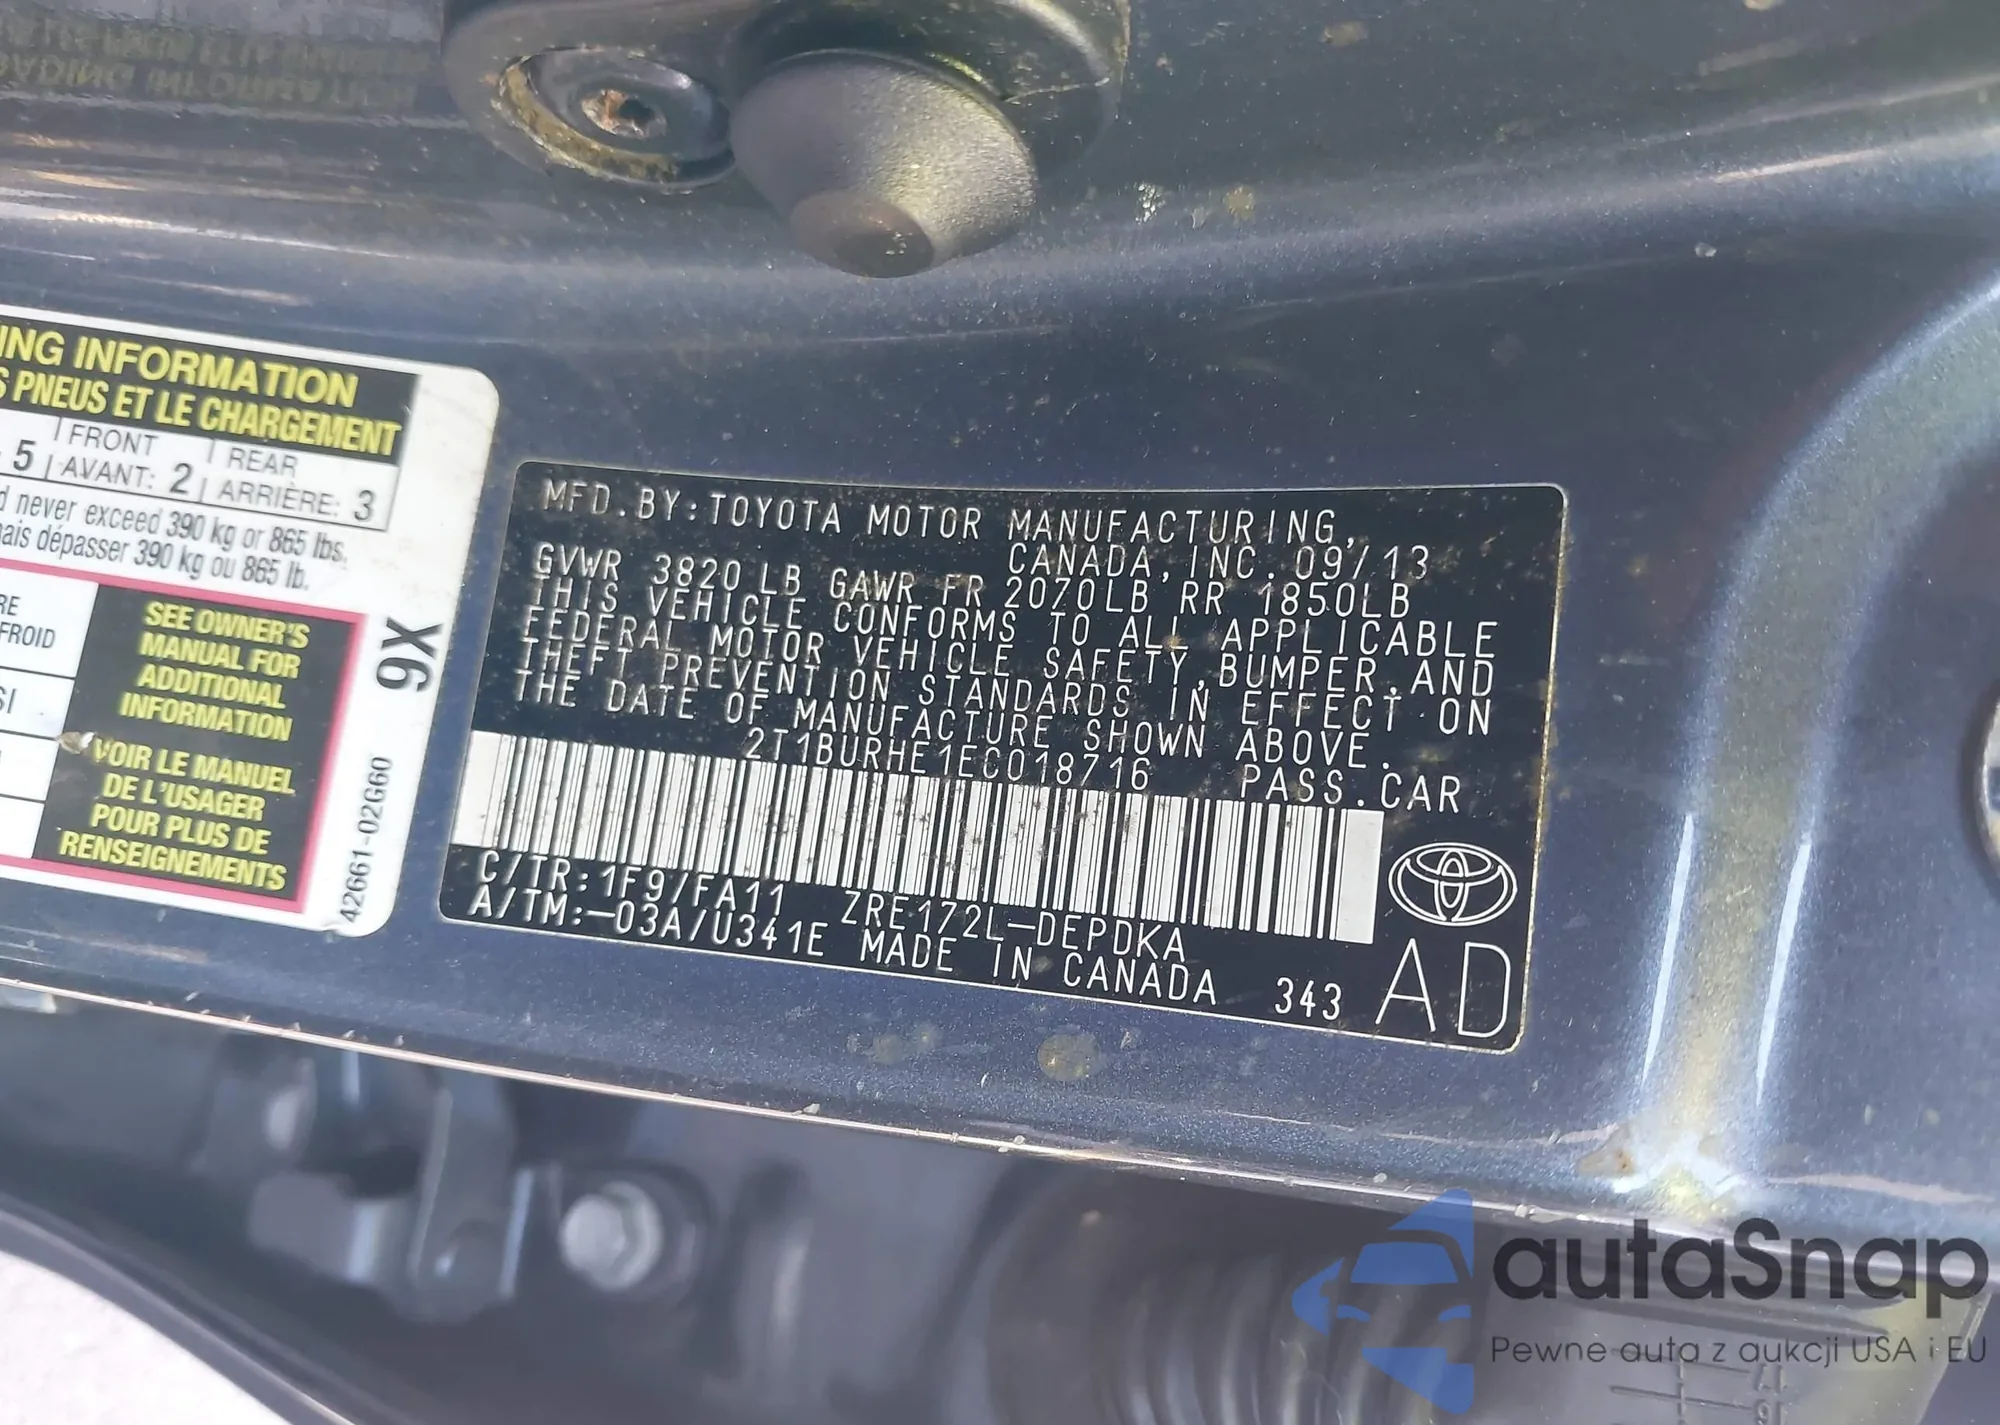 ING INFORMATION
S PNEUS ET LE CHARGEMENT
5 FRONT AVANT: 2 REAR ARRIÈRE: 3
never exceed 390 kg or 865 lbs.
dépasser 390 kg ou 865 lb.
FROID
SEE OWNER'S
MANUAL FOR
ADDITIONAL
INFORMATION
VOIR LE MANUEL
DE L'USAGER
POUR PLUS DE
RENSEIGNEMENTS
9X
42661-02G60
MFD.BY:TOYOTA MOTOR MANUFACTURING,
CANADA,INC. 09/13
GVWR 3820 LB GAWR FR 2070LB RR 1850LB
THIS VEHICLE CONFORMS TO ALL APPLICABLE
FEDERAL MOTOR VEHICLE SAFETY,BUMPER,AND
THEFT PREVENTION STANDARDS IN EFFECT ON
THE DATE OF MANUFACTURE SHOWN ABOVE.
2T1BURHE1EC018716 PASS.CAR
C/TR:1F9/FA11 ZRE172L-DEPDKA
A/TM:-03A/U341E MADE IN CANADA 343 AD
autaSnap
Pewne auta z aukcji USA i EU